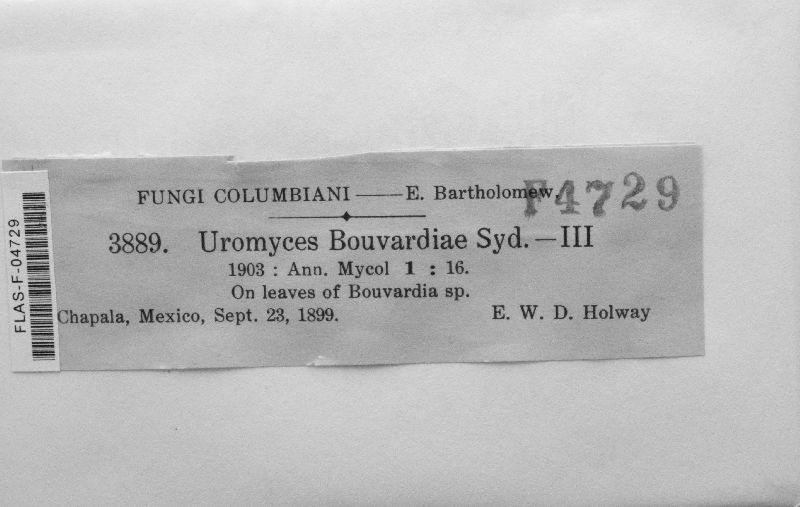 FUNGI COLUMBIANI——E. Bartholomew.
F4729
3889. Uromyces Bouvardiae Syd.—III
1903 : Ann. Mycol 1 : 16.
On leaves of Bouvardia sp.
Chapala, Mexico, Sept. 23, 1899. E. W. D. Holway
FLAS-F-04729